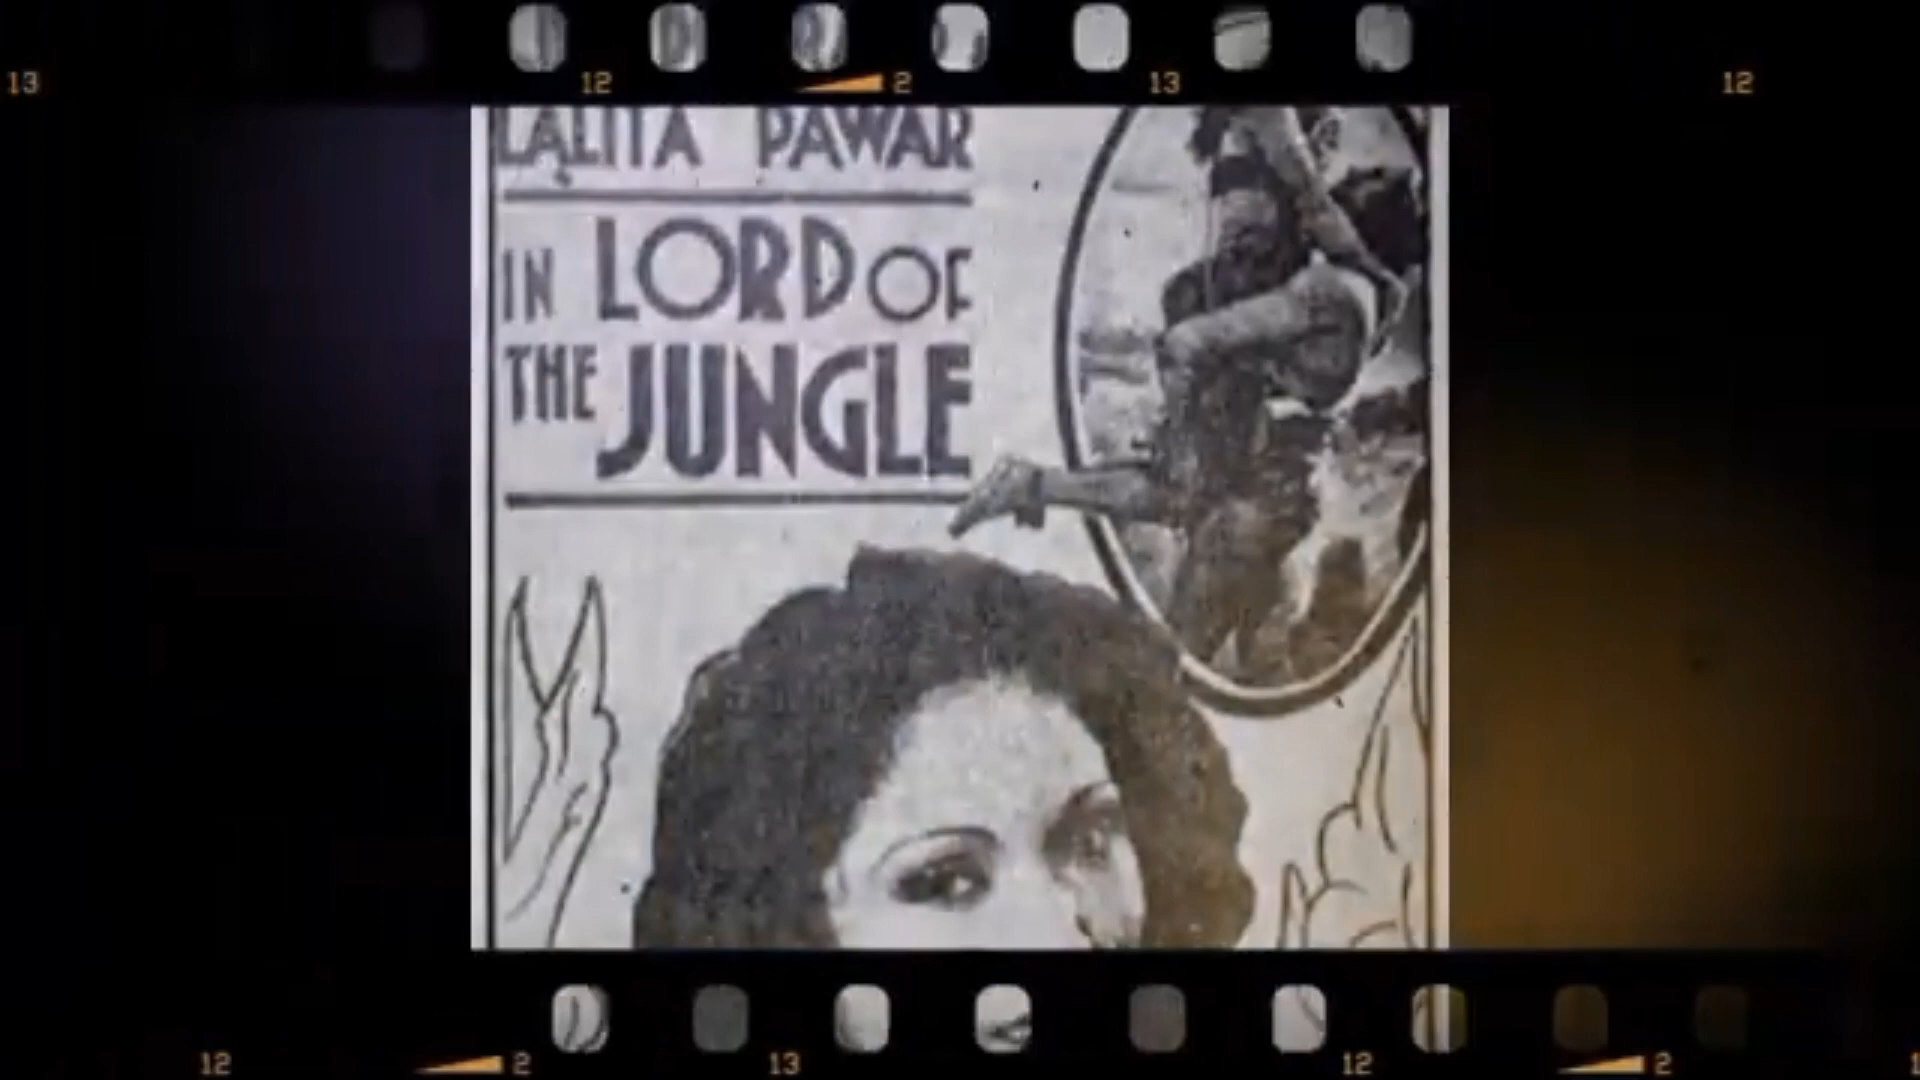 13 12 2 13 12
LALITA PAWAR
IN LORD OF
THE JUNGLE
12 2 13 12 2